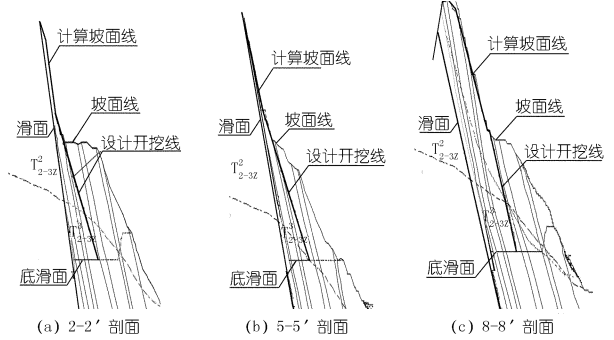 计算坡面线
坡面线
滑面
设计开挖线
T²₂₋₃Z
T³₂₋₃Z
底滑面
(a) 2-2′ 剖面
计算坡面线
滑面
坡面线
设计开挖线
T²₂₋₃Z
T³₂₋₃Z
底滑面
(b) 5-5′ 剖面
计算坡面线
坡面线
滑面
T²₂₋₃Z
设计开挖线
T³₂₋₃Z
底滑面
(c) 8-8′ 剖面